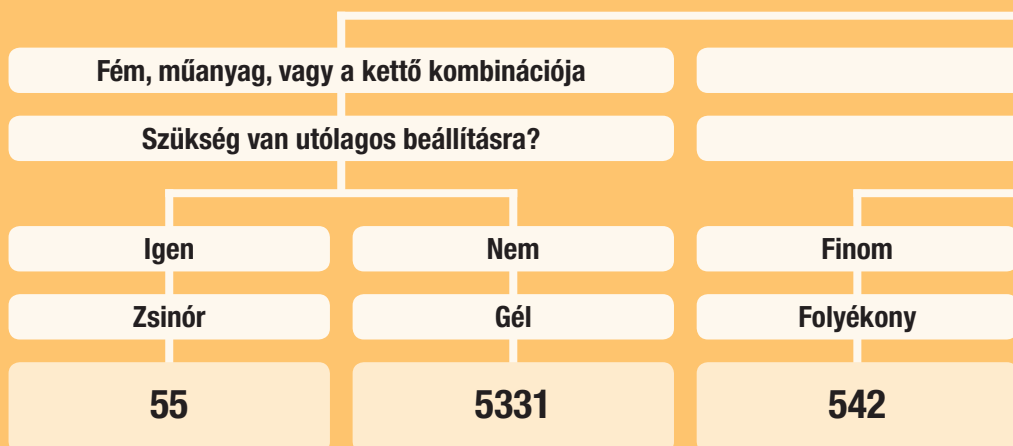 Fém, műanyag, vagy a kettő kombinációja
Szükség van utólagos beállításra?
Igen
Nem
Finom
Zsinór
Gél
Folyékony
55
5331
542